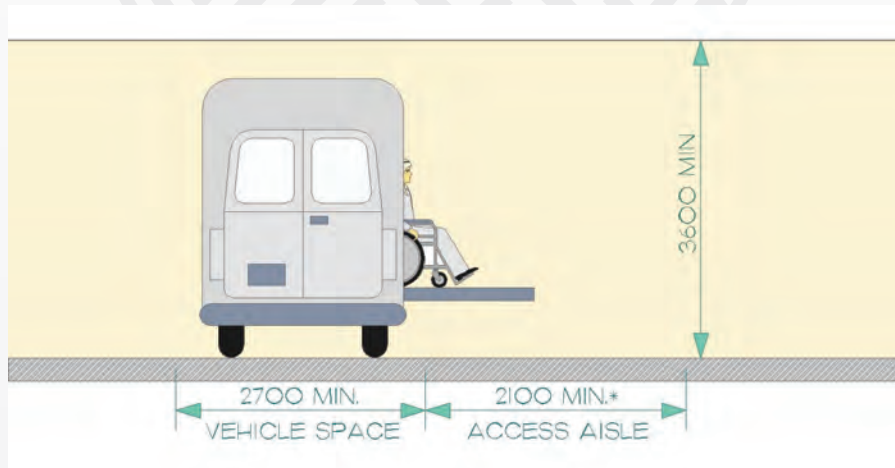 3600 MIN
2700 MIN.
2100 MIN.*
VEHICLE SPACE
ACCESS AISLE